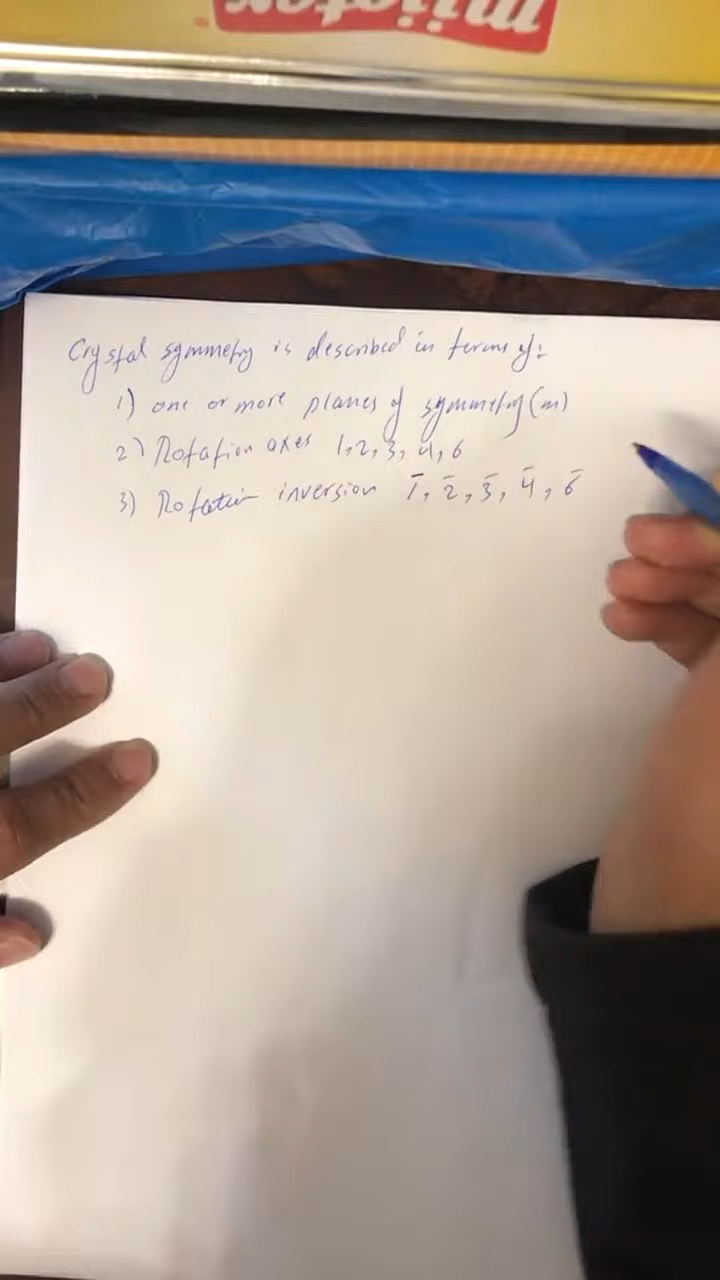 mintex
Crystal symmetry is described in terms of:
1) one or more planes of symmetry (m)
2) Rotation axes 1, 2, 3, 4, 6
3) Rotation inversion 1̄, 2̄, 3̄, 4̄, 6̄